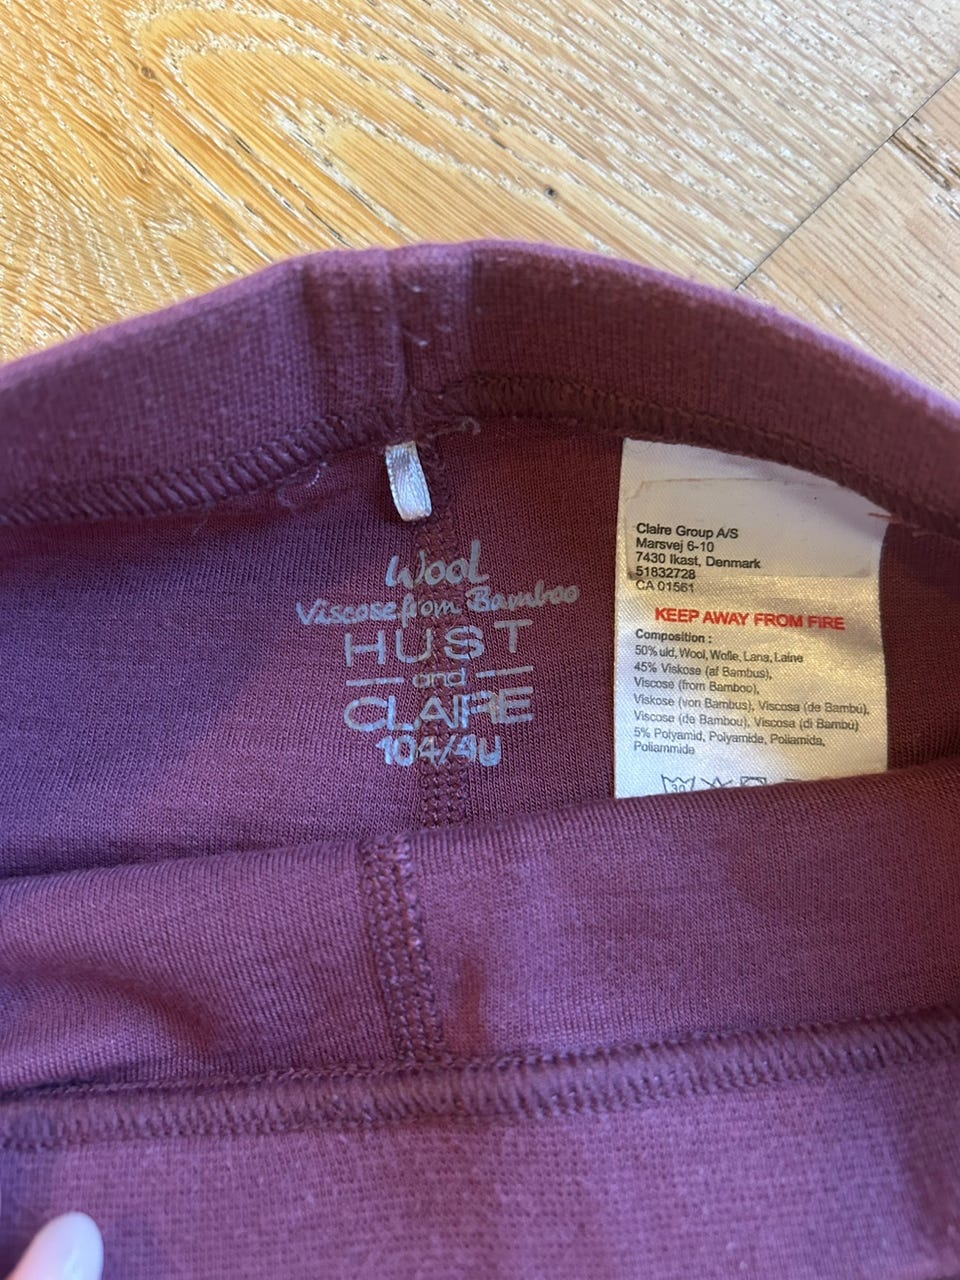 Wool
Viscose from Bamboo
HUST
and
CLAIRE
104/4U
Claire Group A/S
Marsvej 6-10
7430 Ikast, Denmark
51832728
CA 01561
KEEP AWAY FROM FIRE
Composition :
50% uld, Wool, Wolle, Lana, Laine
45% Viskose (af Bambus),
Viscose (from Bamboo),
Viskose (von Bambus), Viscosa (de Bambú),
Viscose (de Bambou), Viscosa (di Bambù)
5% Polyamid, Polyamide, Poliamida,
Poliammide
30